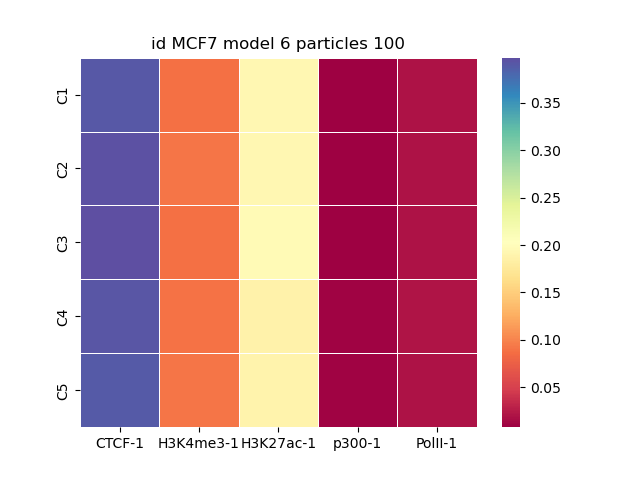 id MCF7 model 6 particles 100
C1
C2
C3
C4
C5
CTCF-1 H3K4me3-1 H3K27ac-1 p300-1 PolII-1
0.35
0.30
0.25
0.20
0.15
0.10
0.05